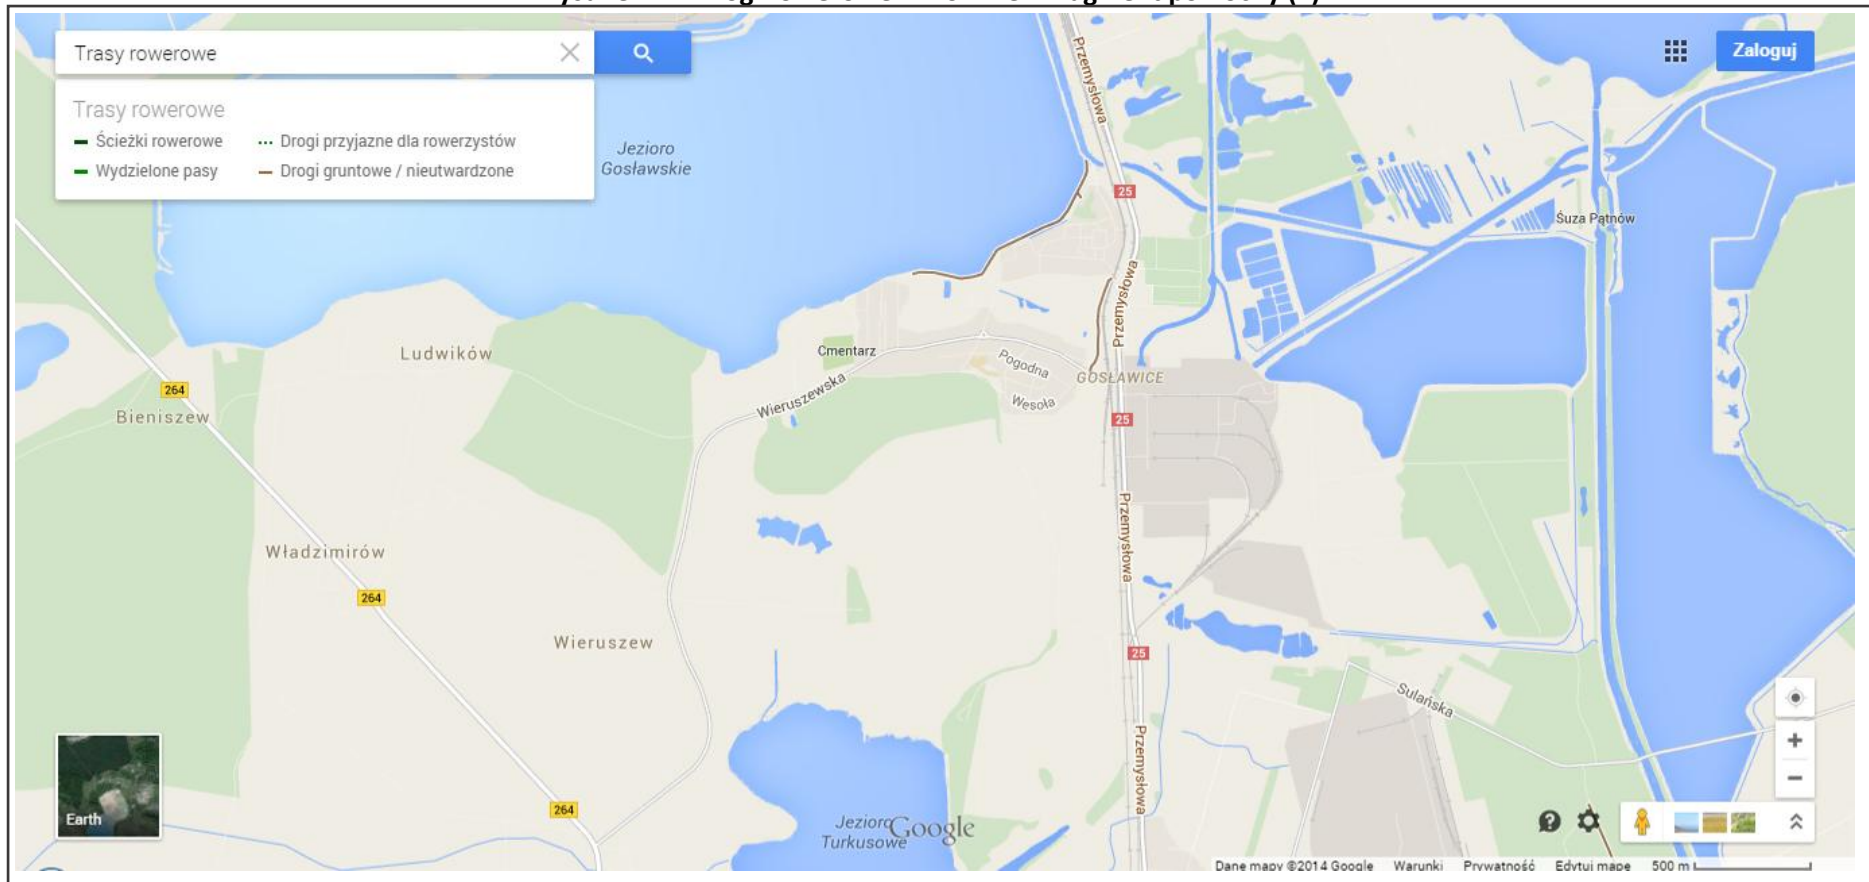 Trasy rowerowe
Zaloguj
Trasy rowerowe
Ścieżki rowerowe
Drogi przyjazne dla rowerzystów
Wydzielone pasy
Drogi gruntowe / nieutwardzone
Jezioro
Gosławskie
Przemysłowa
25
Śuza Pątnów
Przemysłowa
Ludwików
Cmentarz
Pogodna
GOSŁAWICE
264
Wieruszewska
Wesoła
Bieniszew
25
Przemysłowa
Władzimirów
264
Wieruszew
25
Sulańska
Przemysłowa
Earth
264
Jezioro
Turkusowe
Google
Dane mapy ©2014 Google Warunki Prywatność Edytuj mapę 500 m